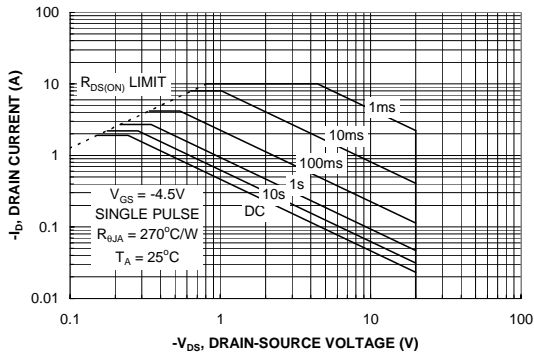 100
10
1
0.1
0.01
-I_D, DRAIN CURRENT (A)
R_DS(ON) LIMIT
1ms
10ms
100ms
1s
10s
DC
V_GS = -4.5V
SINGLE PULSE
R_θJA = 270°C/W
T_A = 25°C
0.1
1
10
100
-V_DS, DRAIN-SOURCE VOLTAGE (V)